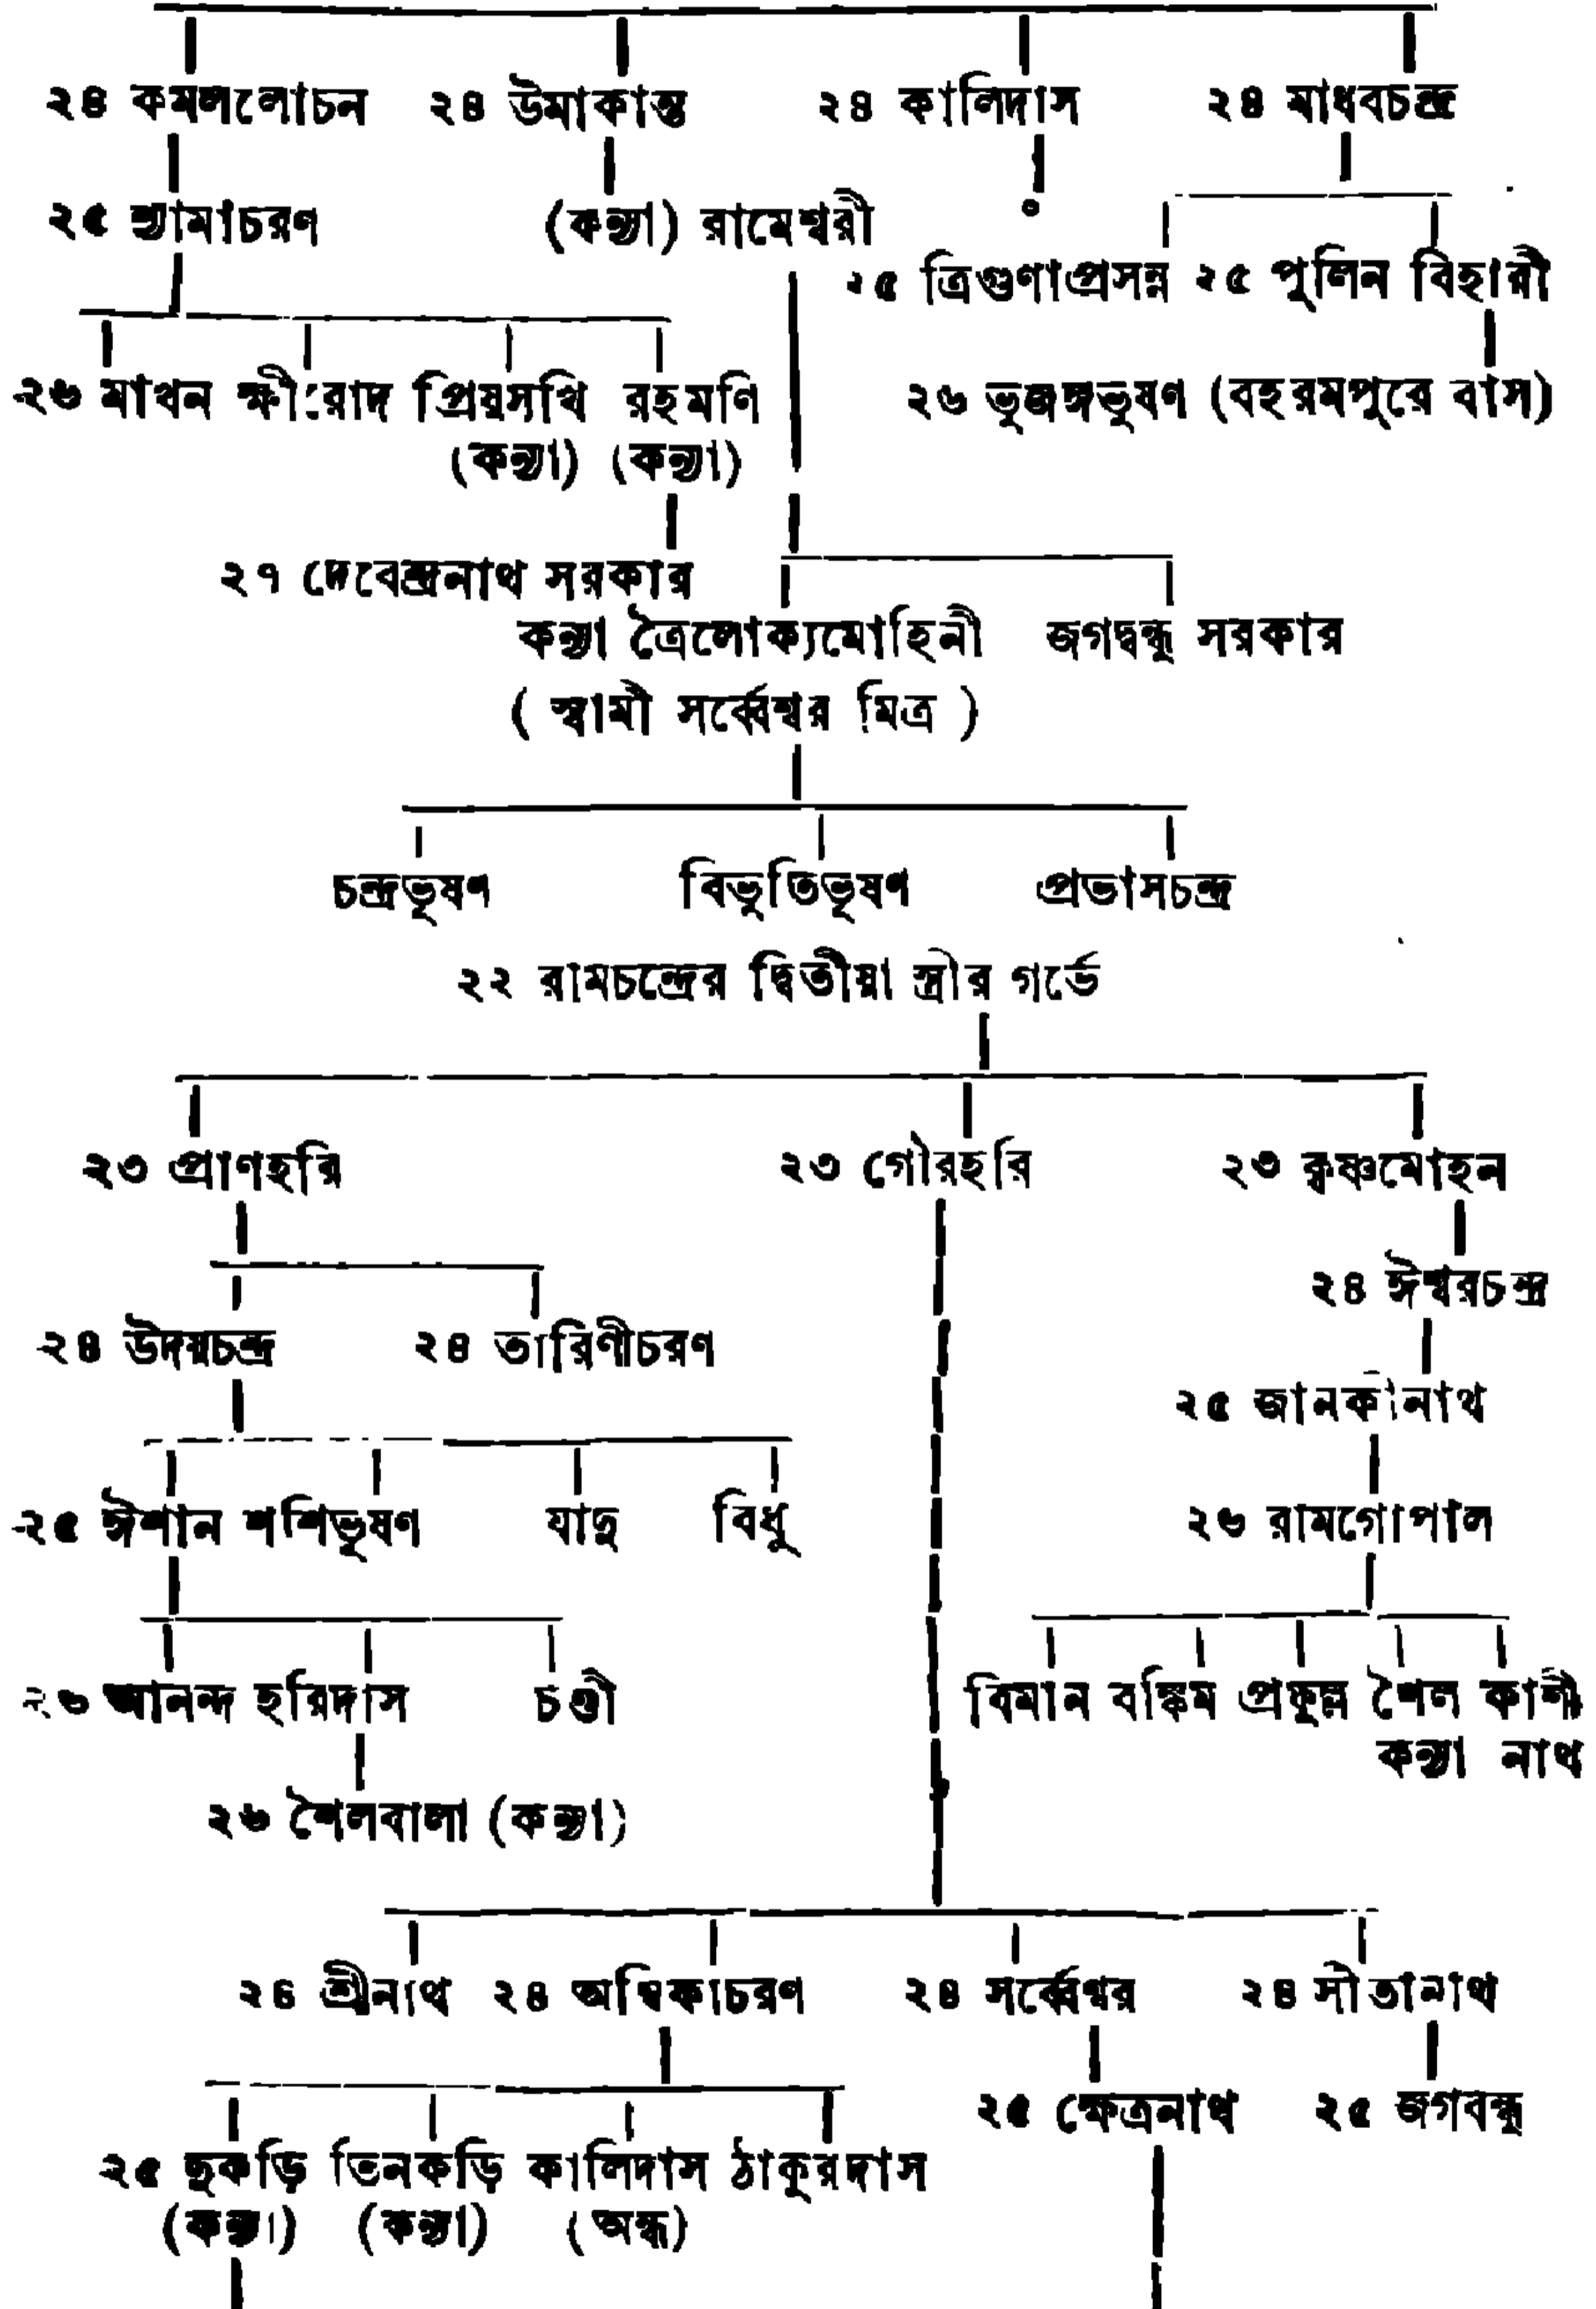 ২৪ কমললোচন ২৪ উমাকান্ত ২৪ কালিদাস ২৪ মাধবচন্দ্র
২৫ শ্যামাচরণ (কন্যা) রামেশ্বরী ০
২৫ ত্রিগুণাপ্রসন্ন ২৫ পুলিন বিহারী
২৬ মাখন ক্ষীরোদ প্রিয়সখি রহমণি ২৬ ভুজঙ্গভূষণ (বহরমপুরে বাস)
(কন্যা) (কন্যা)
২৭ দেবেন্দ্রনাথ সরকার
কন্যা ত্রৈলোক্যমোহিনী জগদ্বন্ধু সরকার
( স্বামী সর্ব্বেশ্বর মিত্র )
চন্দ্রভূষণ বিভূতিভূষণ প্রভাসচন্দ্র
২২ রামচন্দ্রের দ্বিতীয়া স্ত্রীর গর্ভে
২৩ প্রাণহরি ২৩ গৌরহরি ২৩ কৃষ্ণমোহন
২৪ ঈশ্বরচন্দ্র
২৪ উদয়চন্দ্র ২৪ তারিণীচরণ
২৫ জানকীনাথ
২৫ ঈশান শশিভূষণ যাদু বিধু ২৬ রামগোপাল
২৬ আনন্দ হরিদাস চণ্ডী বিমান বঙ্কিম প্রফুল্ল শৈল কাশী
কন্যা নাথ
২৬ শৈলবালা (কন্যা)
২৪ শ্রীনাথ ২৪ অম্বিকাচরণ ২৪ সর্ব্বেশ্বর ২৪ সীতানাথ
২৫ ক্ষেত্রনাথ ২৫ জগবন্ধু
২৫ দুকড়ি তিনকড়ি কালিদাস ঠাকুরদাস
(কন্যা) (কন্যা) (অন্ধ)